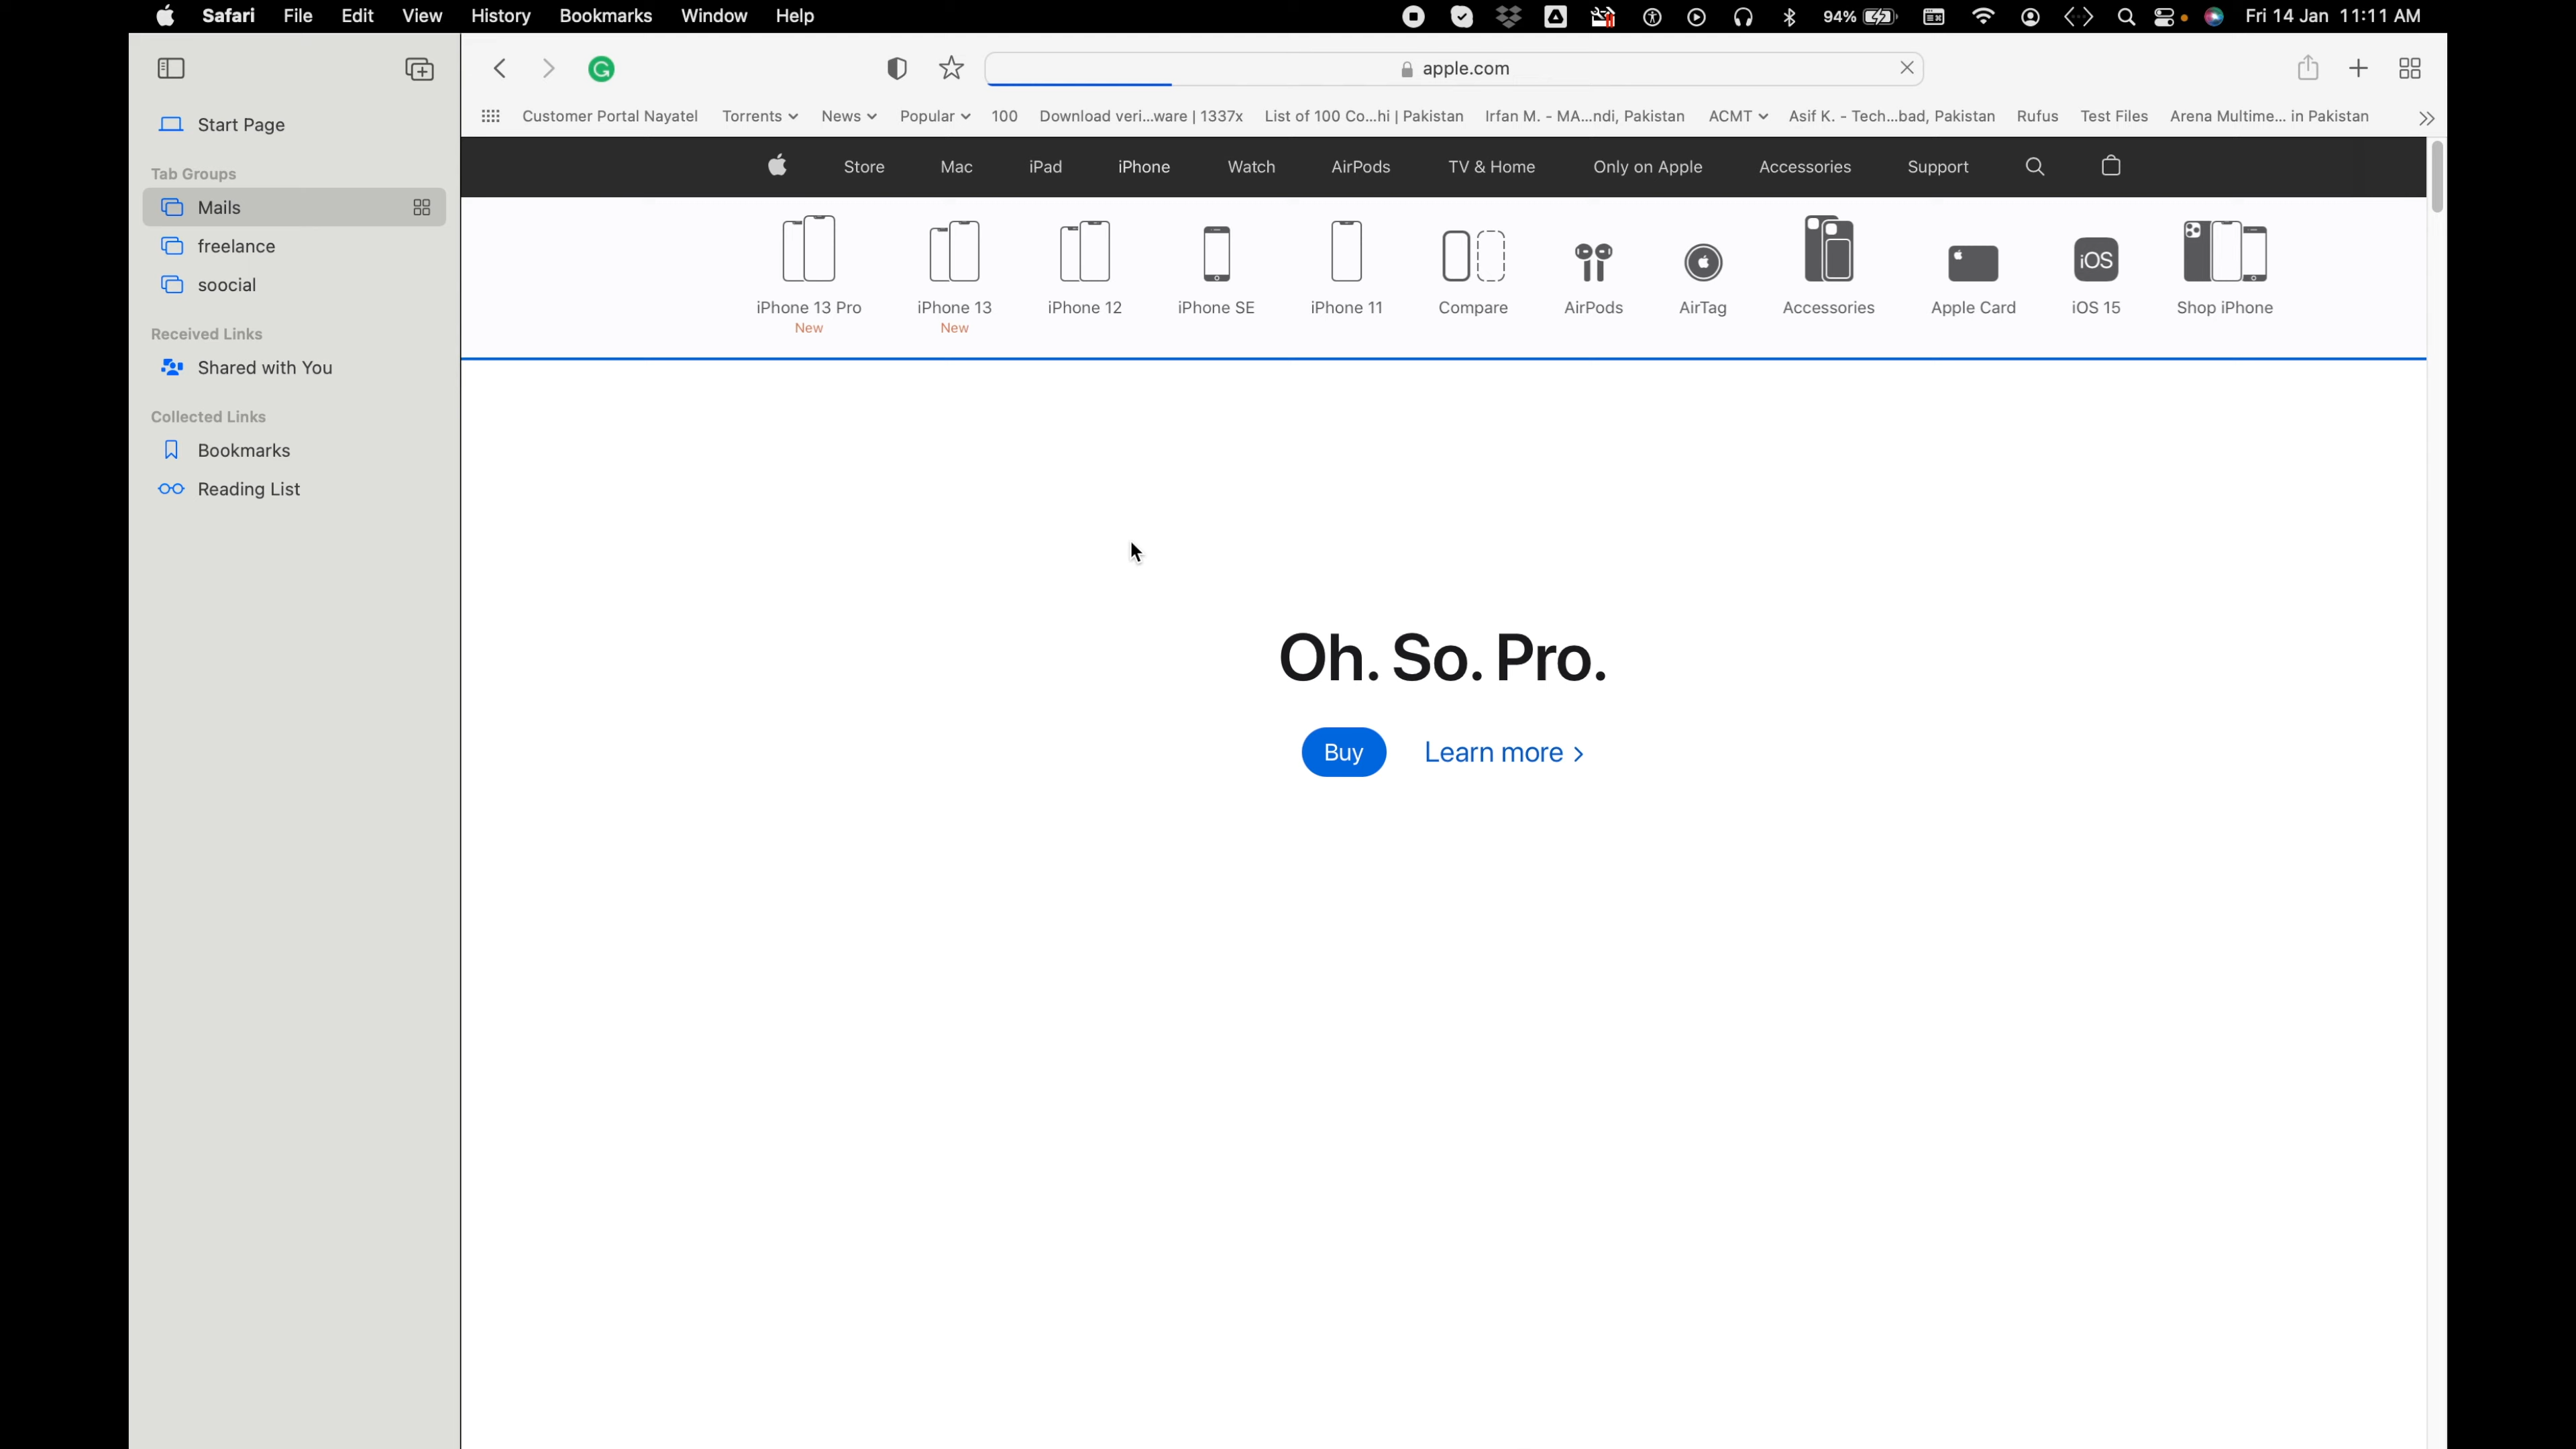 Safari File Edit View History Bookmarks Window Help 94% Fri 14 Jan 11:11 AM
apple.com
Start Page
Tab Groups
Mails
freelance
soocial
Received Links
Shared with You
Collected Links
Bookmarks
Reading List
Customer Portal Nayatel Torrents News Popular 100 Download veri...ware | 1337x List of 100 Co...hi | Pakistan Irfan M. - MA...ndi, Pakistan ACMT Asif K. - Tech...bad, Pakistan Rufus Test Files Arena Multime... in Pakistan
Store Mac iPad iPhone Watch AirPods TV & Home Only on Apple Accessories Support
iOS
iPhone 13 Pro iPhone 13 iPhone 12 iPhone SE iPhone 11 Compare AirPods AirTag Accessories Apple Card iOS 15 Shop iPhone
New New
Oh. So. Pro.
Buy Learn more >